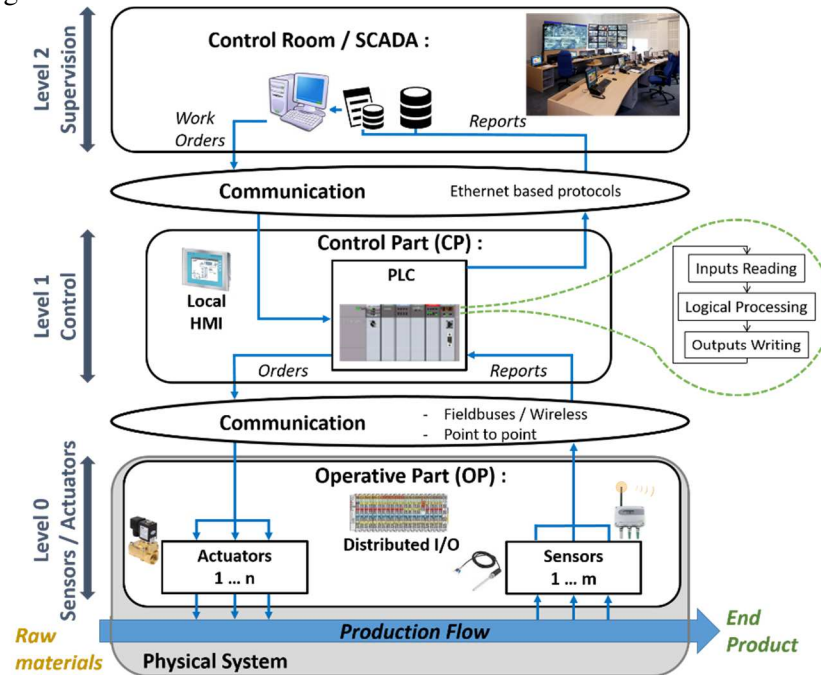 Control Room / SCADA :
Level 2
Supervision
Work
Orders
Reports
Communication
Ethernet based protocols
Level 1
Control
Control Part (CP) :
PLC
Local
HMI
Orders
Reports
Inputs Reading
Logical Processing
Outputs Writing
Communication
- Fieldbuses / Wireless
- Point to point
Level 0
Sensors / Actuators
Operative Part (OP) :
Distributed I/O
Actuators
1 ... n
Sensors
1 ... m
Raw
materials
Production Flow
End
Product
Physical System